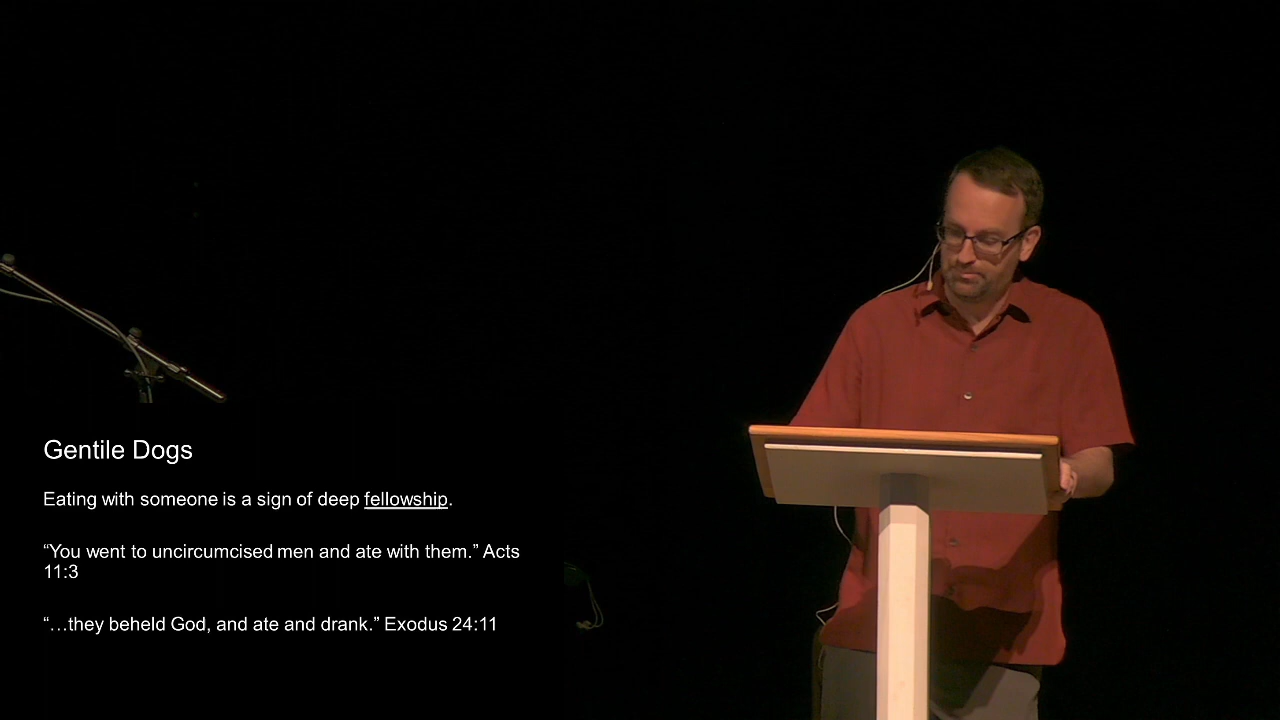 Gentile Dogs
Eating with someone is a sign of deep fellowship.
“You went to uncircumcised men and ate with them.” Acts
11:3
“…they beheld God, and ate and drank.” Exodus 24:11